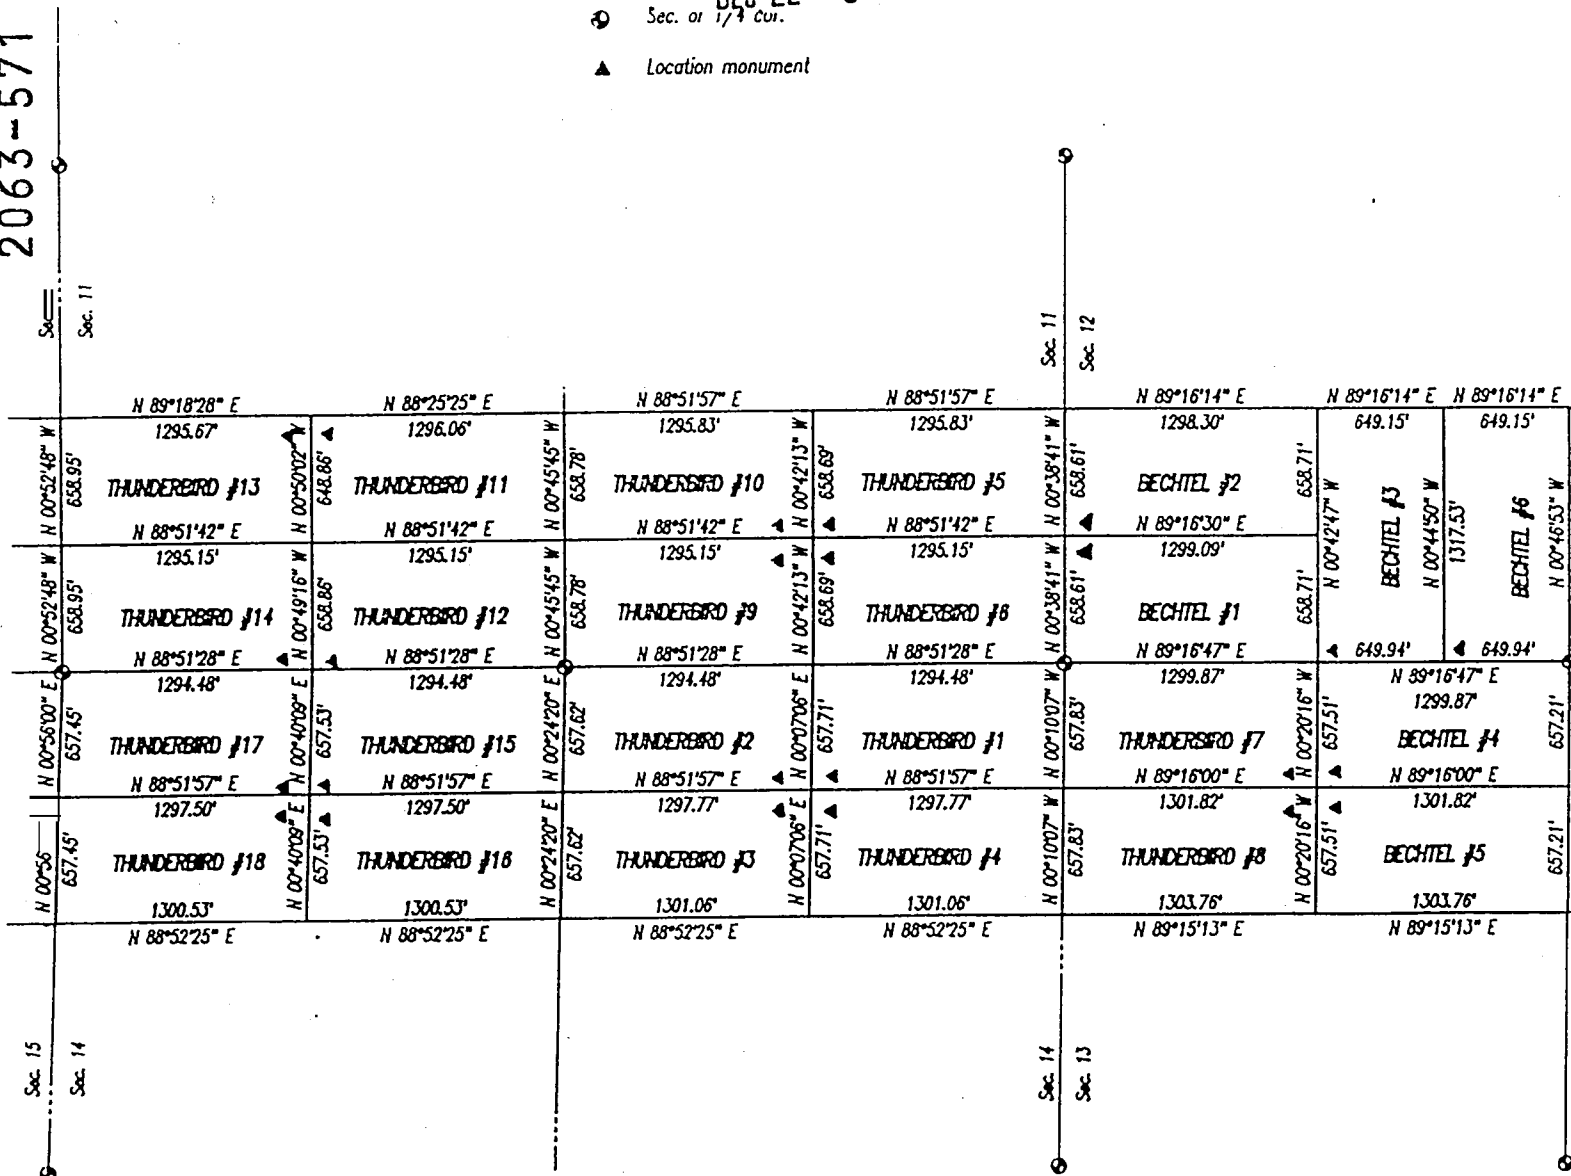 2063-571
Sec. or 1/4 cor.
Location monument
Sec. 11
Sec. 11
Sec. 12
N 89°18'28" E
N 88°25'25" E
N 88°51'57" E
N 88°51'57" E
N 89°16'14" E
N 89°16'14" E
N 89°16'14" E
1295.67'
1296.06'
1295.83'
1295.83'
1298.30'
649.15'
649.15'
N 00°52'48" W
658.95'
THUNDERBIRD #13
N 00°50'02" W
648.86'
THUNDERBIRD #11
N 00°45'45" W
658.78'
THUNDERBIRD #10
N 00°42'13" W
658.69'
THUNDERBIRD #5
N 00°38'41" W
658.61'
BECHTEL #2
658.71'
N 00°42'47" W
BECHTEL #3
N 00°44'50" W
1317.53'
BECHTEL #6
N 00°46'53" W
N 88°51'42" E
N 88°51'42" E
N 88°51'42" E
N 88°51'42" E
N 89°16'30" E
1295.15'
1295.15'
1295.15'
1295.15'
1299.09'
N 00°52'48" W
658.95'
THUNDERBIRD #14
N 00°49'16" W
658.86'
THUNDERBIRD #12
N 00°45'45" W
658.78'
THUNDERBIRD #9
N 00°42'13" W
658.69'
THUNDERBIRD #6
N 00°38'41" W
658.61'
BECHTEL #1
658.71'
N 88°51'28" E
N 88°51'28" E
N 88°51'28" E
N 88°51'28" E
N 89°16'47" E
649.94'
649.94'
1294.48'
1294.48'
1294.48'
1294.48'
1299.87'
N 89°16'47" E
1299.87'
N 00°56'00" E
657.45'
THUNDERBIRD #17
N 00°40'09" E
657.53'
THUNDERBIRD #15
N 00°24'20" E
657.62'
THUNDERBIRD #2
N 00°07'06" E
657.71'
THUNDERBIRD #1
N 00°10'07" W
657.83'
THUNDERBIRD #7
N 00°20'16" W
657.51'
BECHTEL #4
657.21'
N 88°51'57" E
N 88°51'57" E
N 88°51'57" E
N 88°51'57" E
N 89°16'00" E
N 89°16'00" E
1297.50'
1297.50'
1297.77'
1297.77'
1301.82'
1301.82'
N 00°56
657.45'
THUNDERBIRD #18
N 00°40'09" E
657.53'
THUNDERBIRD #16
N 00°24'20" E
657.62'
THUNDERBIRD #3
N 00°07'06" E
657.71'
THUNDERBIRD #4
N 00°10'07" W
657.83'
THUNDERBIRD #8
N 00°20'16" W
657.51'
BECHTEL #5
657.21'
1300.53'
1300.53'
1301.06'
1301.06'
1303.76'
1303.76'
N 88°52'25" E
N 88°52'25" E
N 88°52'25" E
N 88°52'25" E
N 89°15'13" E
N 89°15'13" E
Sec. 15
Sec. 14
Sec. 14
Sec. 13